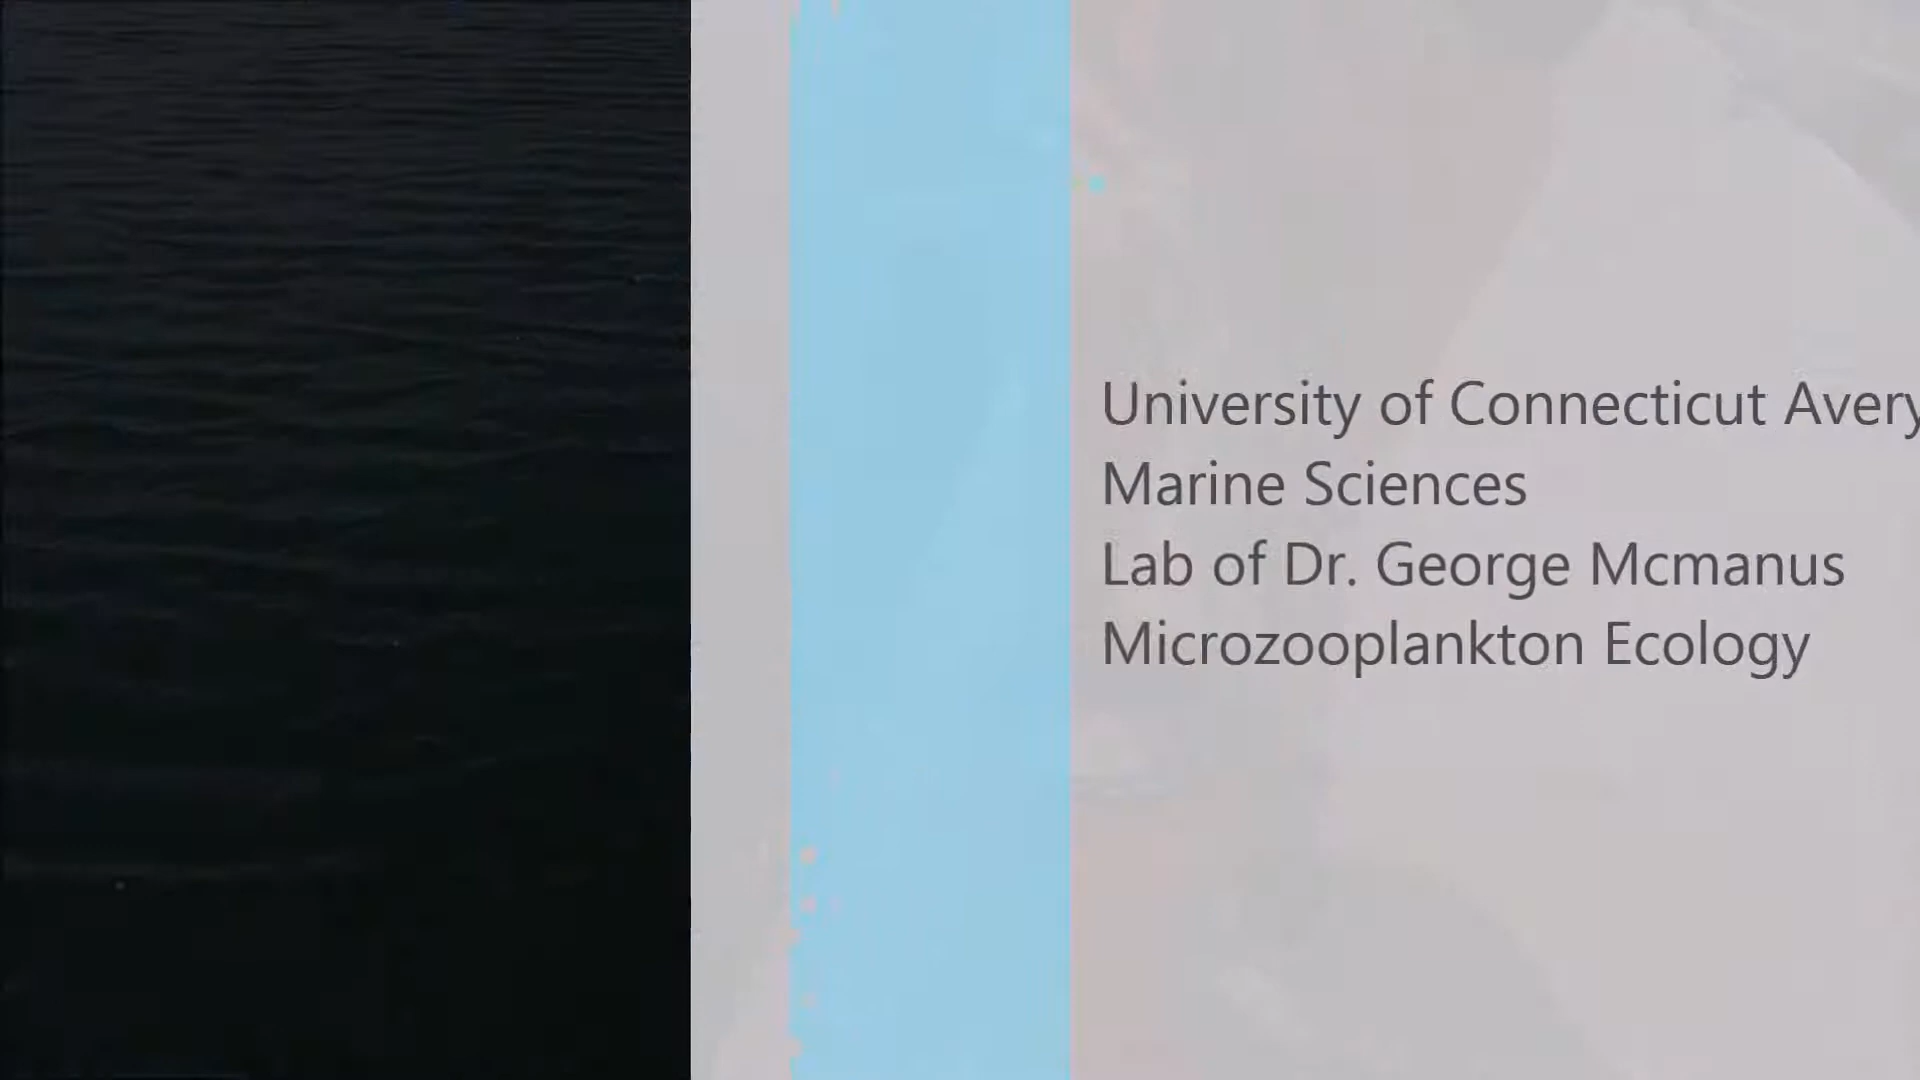 University of Connecticut Avery
Marine Sciences
Lab of Dr. George Mcmanus
Microzooplankton Ecology